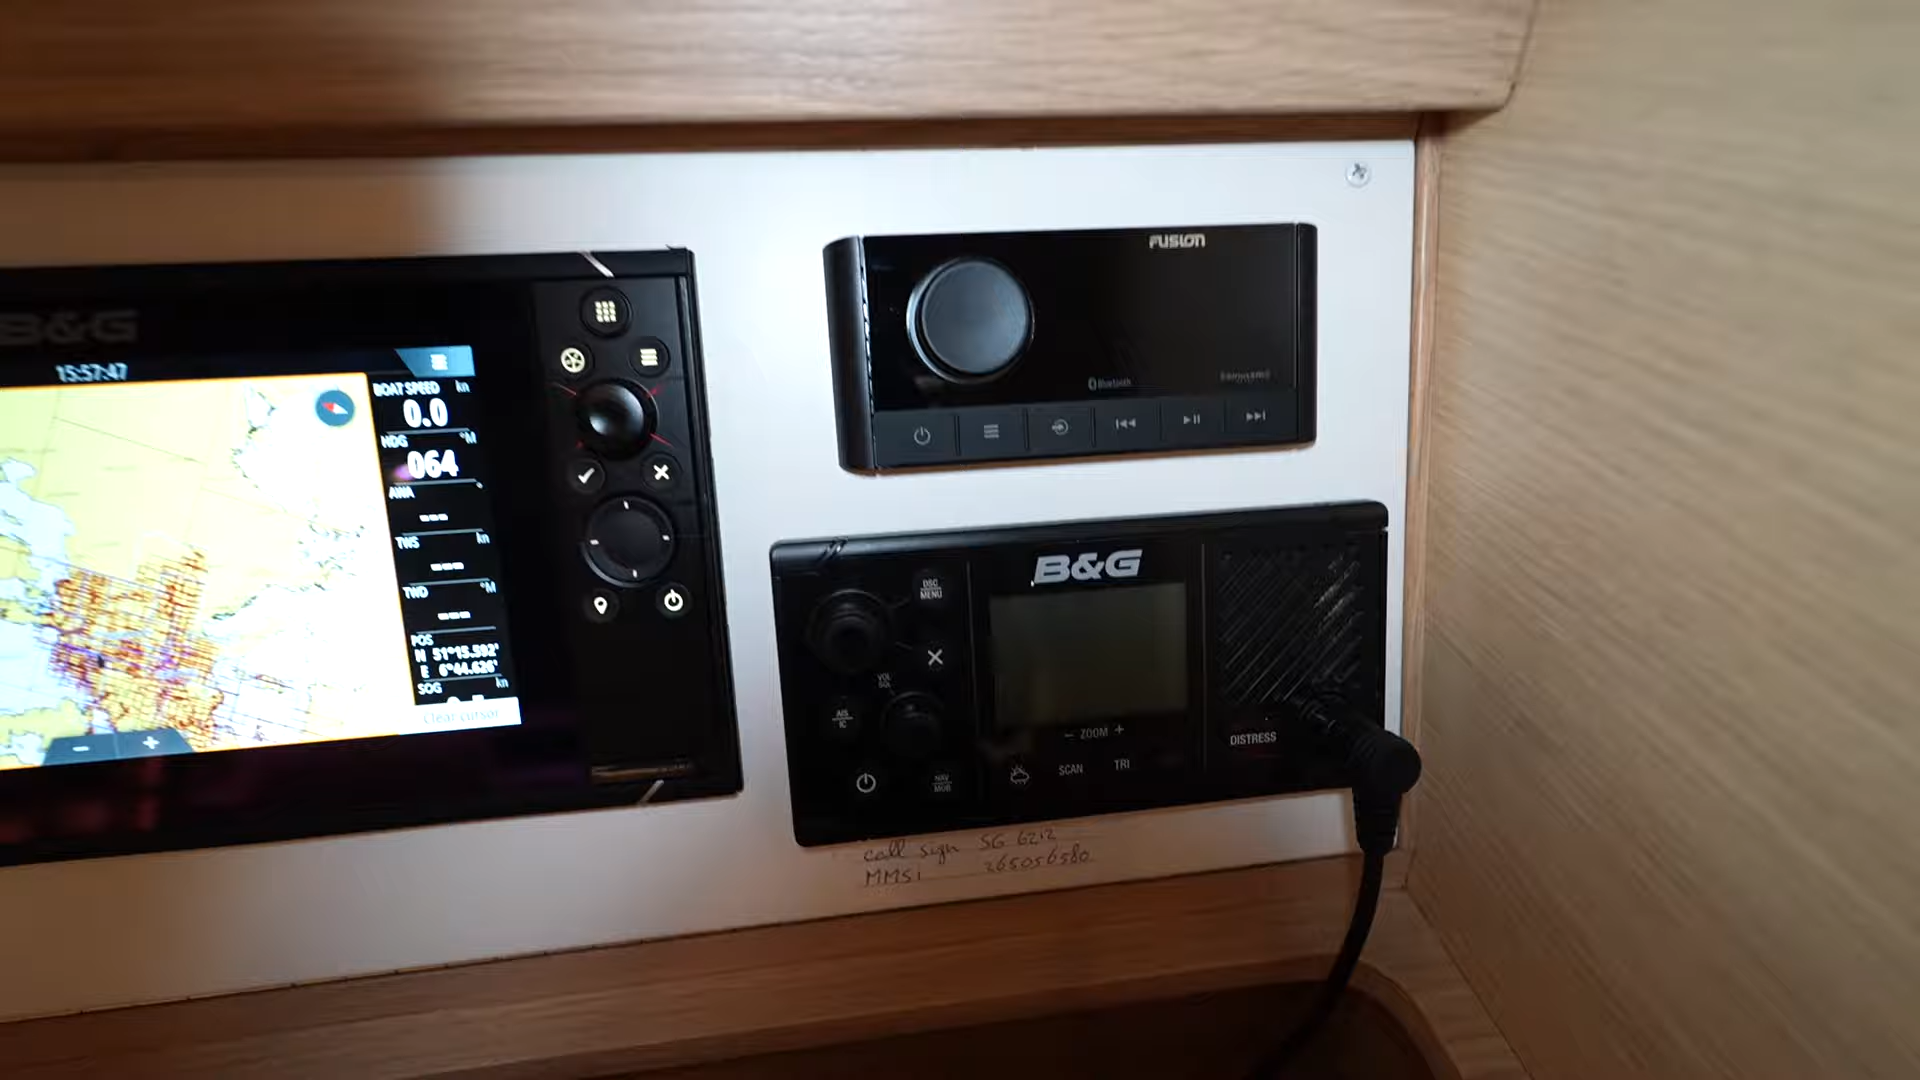 B&G
15:57:47
BOAT SPEED kn
0.0
HDG °M
064
AWA °
---
TWS kn
---
TWD °M
---
POS
N 51°15.592'
E 6°44.626'
SOG kn
Clear cursor
FUSION
Bluetooth
B&G
DSC
MENU
VOL
SQL
AIS
IC
NAV
MOB
− ZOOM +
SCAN TRI
DISTRESS
call sign SG 6212
MMSI 265056580